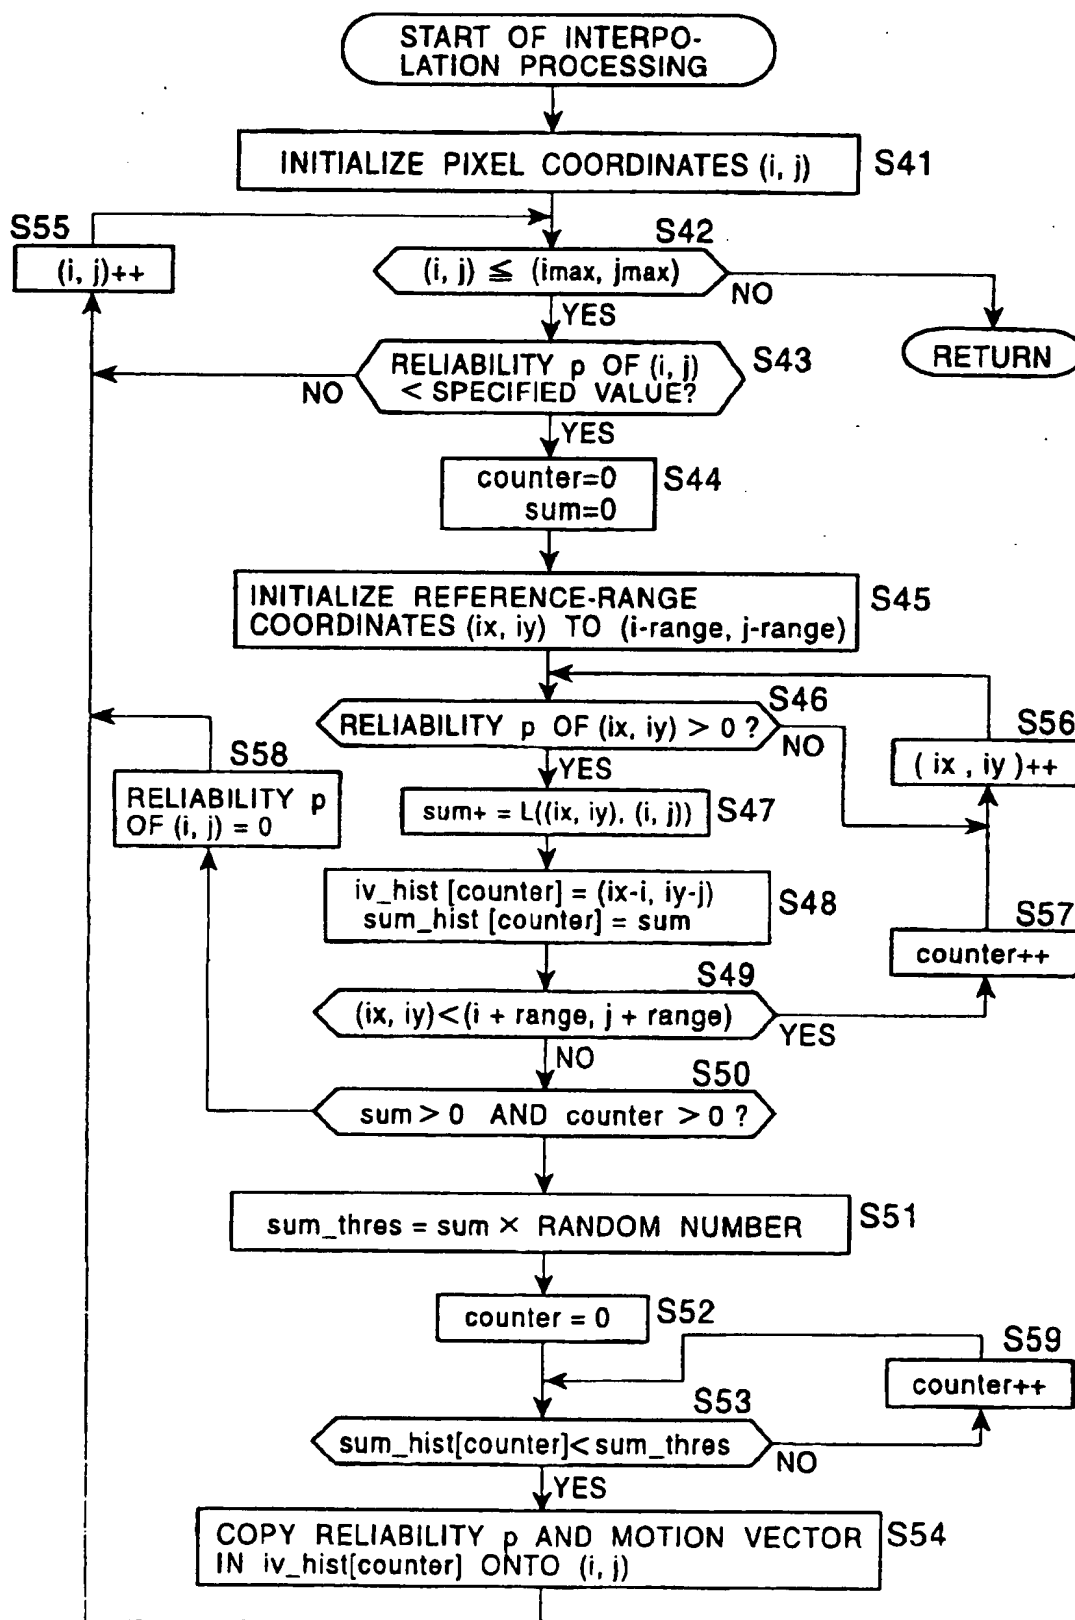 START OF INTERPO-
LATION PROCESSING
INITIALIZE PIXEL COORDINATES (i, j)
S41
S55
(i, j)++
S42
(i, j) ≦ (imax, jmax)
NO
YES
RETURN
RELIABILITY p OF (i, j)
< SPECIFIED VALUE?
S43
NO
YES
counter=0
sum=0
S44
INITIALIZE REFERENCE-RANGE
COORDINATES (ix, iy) TO (i-range, j-range)
S45
S46
RELIABILITY p OF (ix, iy) > 0 ?
NO
YES
S56
( ix , iy )++
S58
RELIABILITY p
OF (i, j) = 0
sum+ = L((ix, iy), (i, j))
S47
iv_hist [counter] = (ix-i, iy-j)
sum_hist [counter] = sum
S48
S57
counter++
S49
(ix, iy)<(i + range, j + range)
YES
NO
S50
sum > 0 AND counter > 0 ?
sum_thres = sum × RANDOM NUMBER
S51
counter = 0
S52
S59
counter++
S53
sum_hist[counter]< sum_thres
NO
YES
COPY RELIABILITY p AND MOTION VECTOR
IN iv_hist[counter] ONTO (i, j)
S54